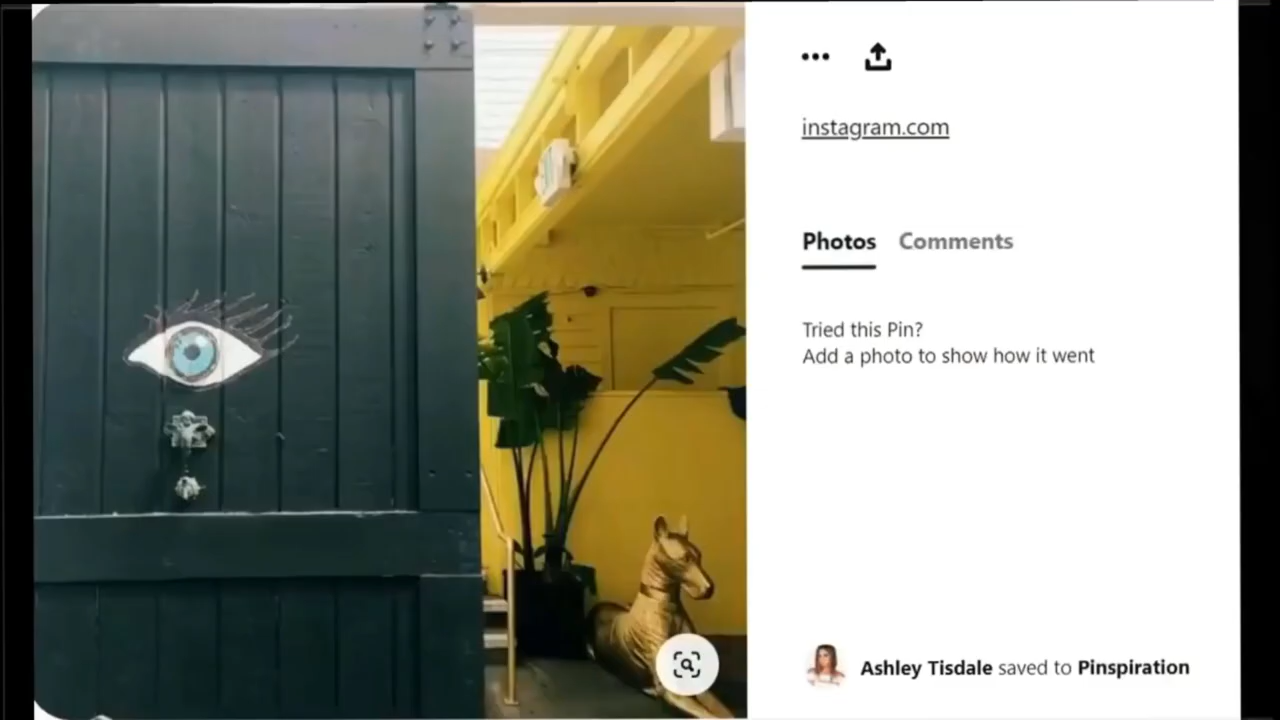 instagram.com
Photos Comments
Tried this Pin?
Add a photo to show how it went
Ashley Tisdale saved to Pinspiration